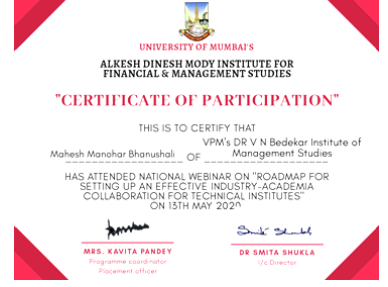 UNIVERSITY OF MUMBAI'S
ALKESH DINESH MODY INSTITUTE FOR
FINANCIAL & MANAGEMENT STUDIES
"CERTIFICATE OF PARTICIPATION"
THIS IS TO CERTIFY THAT
Mahesh Manohar Bhanushali OF VPM's DR V N Bedekar Institute of
Management Studies
HAS ATTENDED NATIONAL WEBINAR ON "ROADMAP FOR
SETTING UP AN EFFECTIVE INDUSTRY-ACADEMIA
COLLABORATION FOR TECHNICAL INSTITUTES"
ON 13TH MAY 2020
Smita Shukla
MRS. KAVITA PANDEY
Programme coordinator
Placement officer
DR SMITA SHUKLA
I/c Director